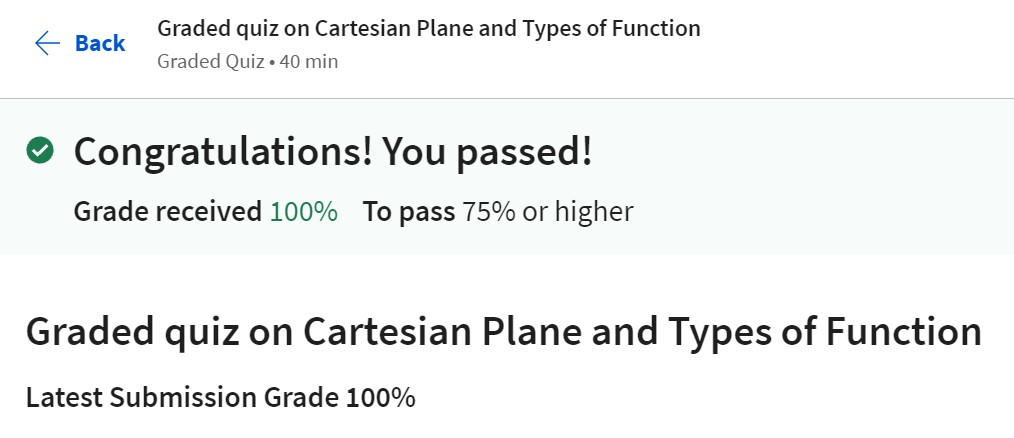 Back
Graded quiz on Cartesian Plane and Types of Function
Graded Quiz • 40 min
Congratulations! You passed!
Grade received 100% To pass 75% or higher
Graded quiz on Cartesian Plane and Types of Function
Latest Submission Grade 100%